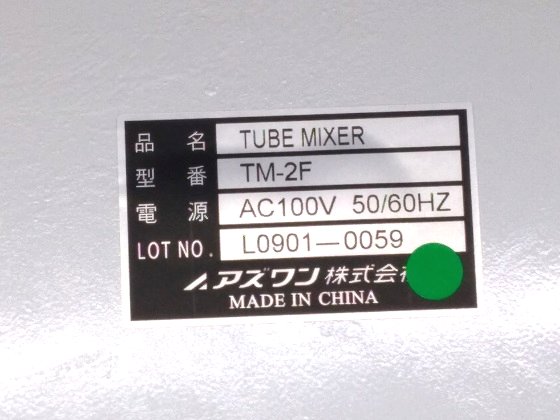 品名 TUBE MIXER
型番 TM-2F
電源 AC100V 50/60HZ
LOT NO. L0901-0059
アズワン株式会
MADE IN CHINA